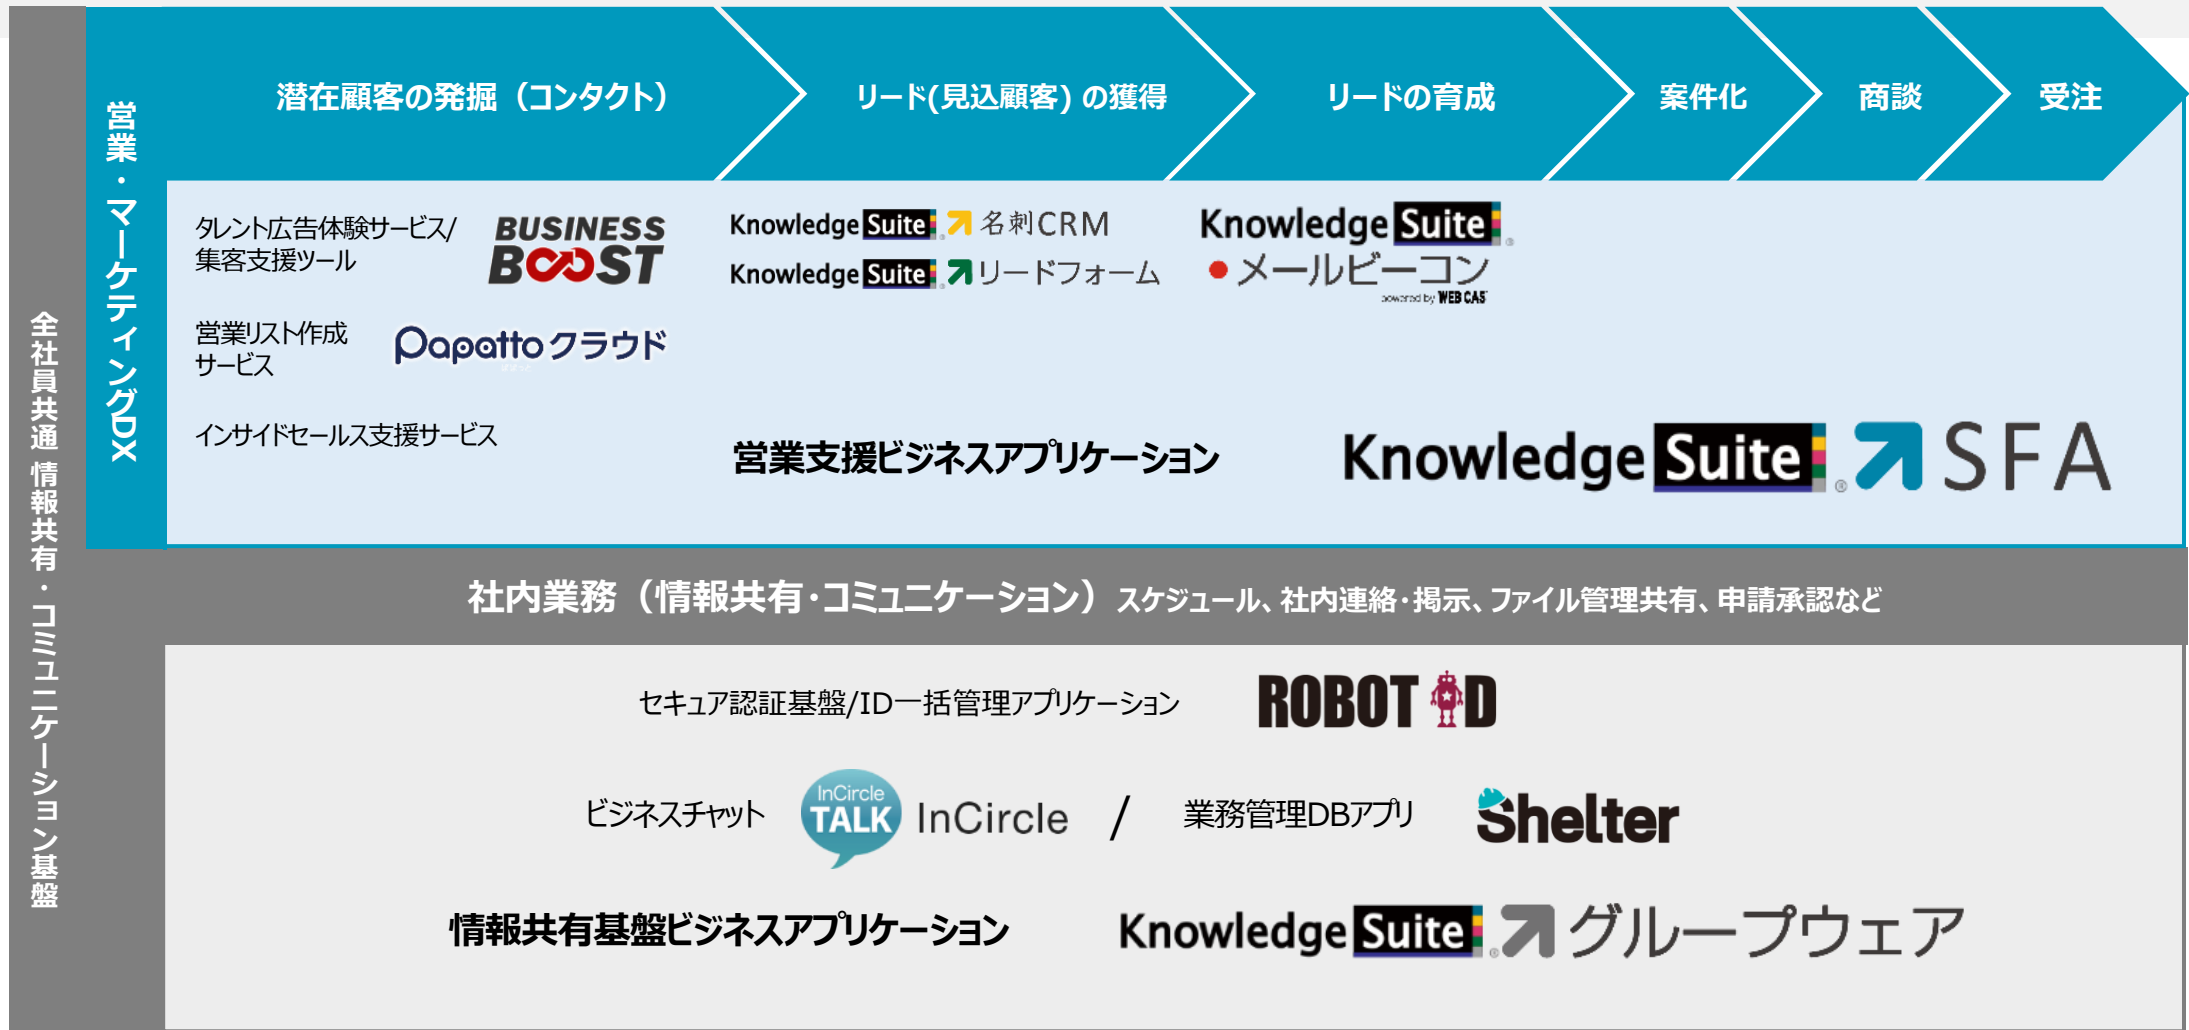 全社員共通 情報共有・コミュニケーション基盤
営業・マーケティングDX
潜在顧客の発掘（コンタクト）
リード(見込顧客) の獲得
リードの育成
案件化
商談
受注
タレント広告体験サービス/
集客支援ツール
BUSINESS
BOOST
Knowledge Suite® 名刺CRM
Knowledge Suite® リードフォーム
Knowledge Suite®
メールビーコン
powered by WEBCAS
営業リスト作成
サービス
Papattoクラウド
インサイドセールス支援サービス
営業支援ビジネスアプリケーション
Knowledge Suite® SFA
社内業務（情報共有・コミュニケーション）スケジュール、社内連絡・掲示、ファイル管理共有、申請承認など
セキュア認証基盤/ID一括管理アプリケーション
ROBOT ID
ビジネスチャット
InCircle
TALK
InCircle
/
業務管理DBアプリ
Shelter
情報共有基盤ビジネスアプリケーション
Knowledge Suite® グループウェア